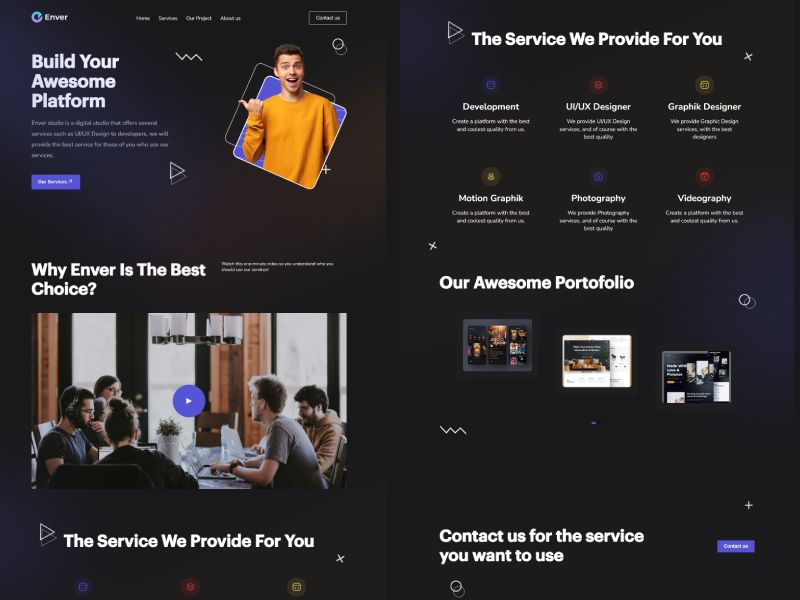 Enver
Home Services Our Project About us
Contact us
Build Your
Awesome
Platform
Enver studio is a digital studio that offers several
services such as UI/UX Design to developers, we will
provide the best service for those of you who use our
services.
Our Services
Why Enver Is The Best
Choice?
Watch this one minute video so you understand why you
should use our services!
The Service We Provide For You
The Service We Provide For You
Development
Create a platform with the best
and coolest quality from us.
UI/UX Designer
We provide UI/UX Design
services, and of course with the
best quality
Graphik Designer
We provide Graphic Design
services, with the best
designers
Motion Graphik
Create a platform with the best
and coolest quality from us.
Photography
We provide Photography
services, and of course with the
best quality
Videography
Create a platform with the best
and coolest quality from us.
Our Awesome Portofolio
Made With
Love &
Purpose
Contact us for the service
you want to use
Contact us